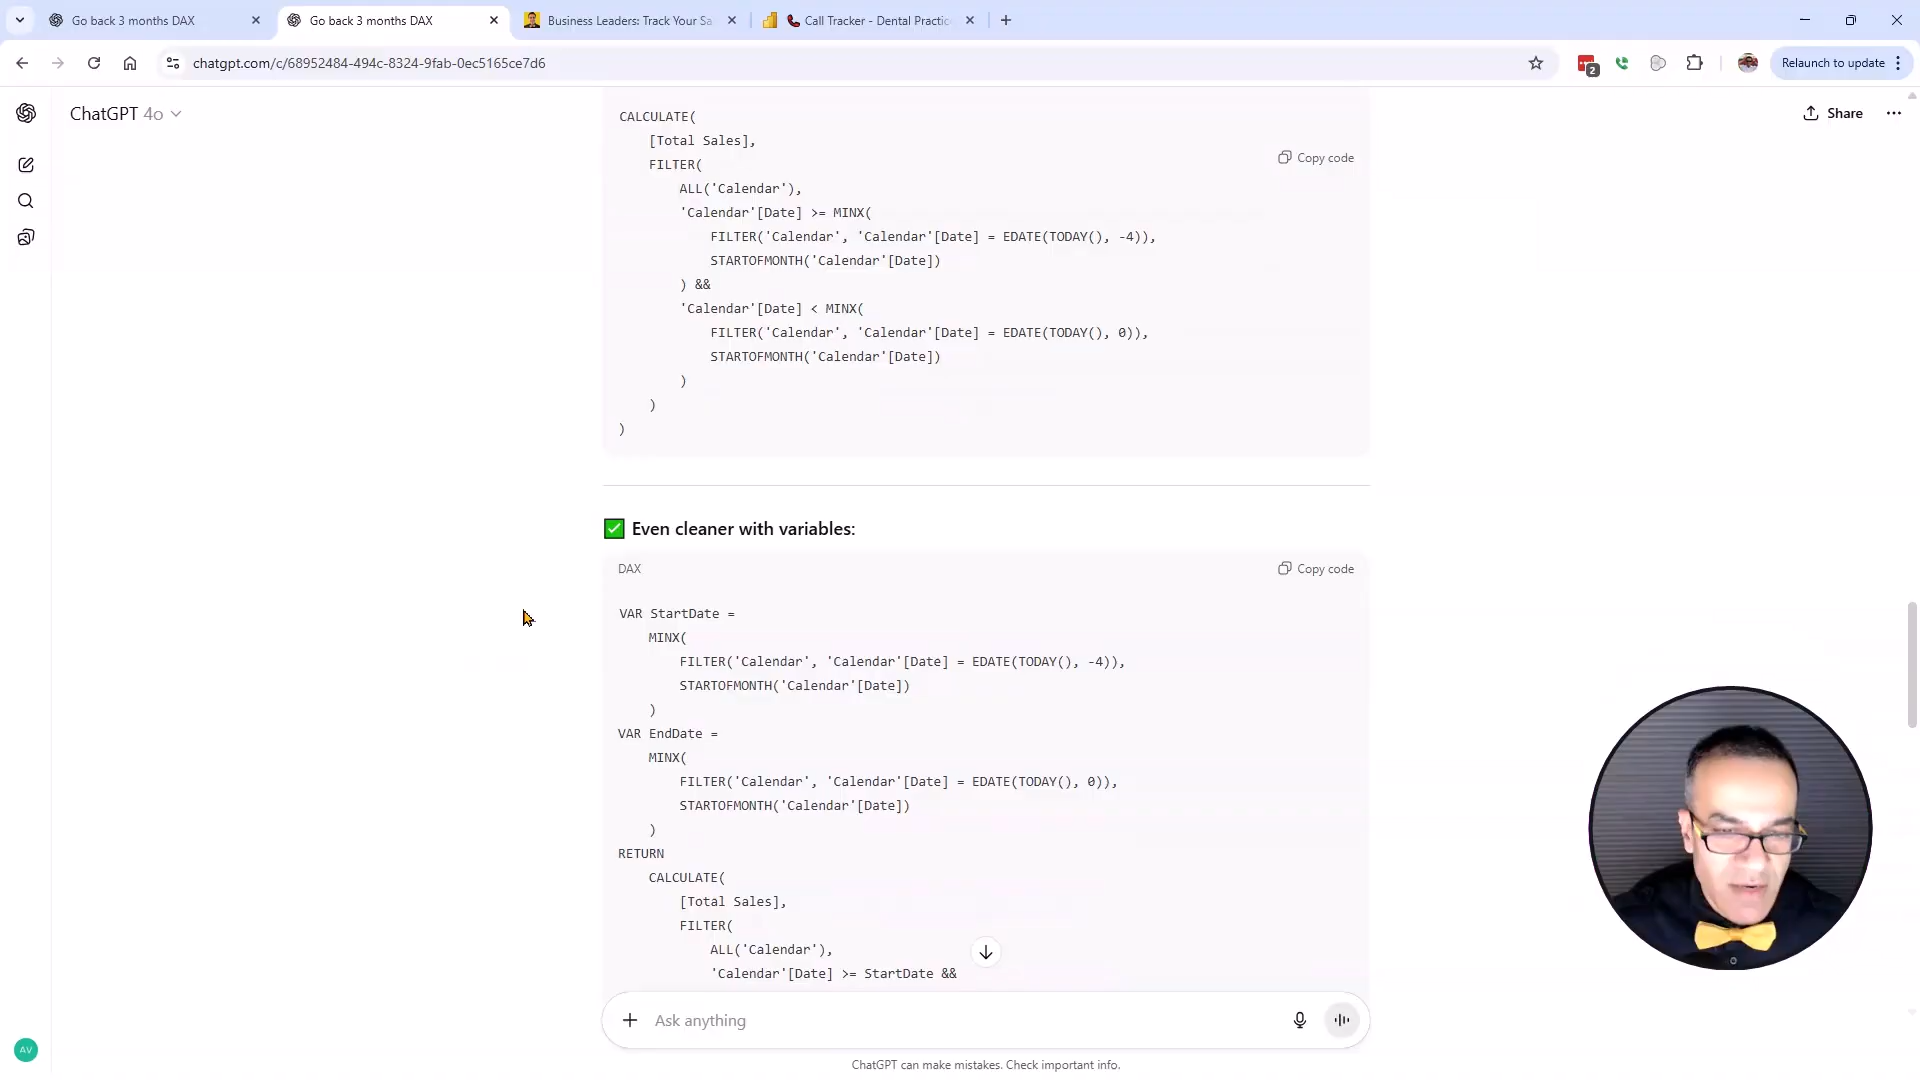 Go back 3 months DAX
Go back 3 months DAX
Business Leaders: Track Your Sa
Call Tracker - Dental Practic
chatgpt.com/c/68952484-494c-8324-9fab-0ec5165ce7d6
2
Relaunch to update
ChatGPT 4o
Share
CALCULATE(
[Total Sales],
Copy code
FILTER(
ALL('Calendar'),
'Calendar'[Date] >= MINX(
FILTER('Calendar', 'Calendar'[Date] = EDATE(TODAY(), -4)),
STARTOFMONTH('Calendar'[Date])
) &&
'Calendar'[Date] < MINX(
FILTER('Calendar', 'Calendar'[Date] = EDATE(TODAY(), 0)),
STARTOFMONTH('Calendar'[Date])
)
)
)
Even cleaner with variables:
DAX
Copy code
VAR StartDate =
MINX(
FILTER('Calendar', 'Calendar'[Date] = EDATE(TODAY(), -4)),
STARTOFMONTH('Calendar'[Date])
)
VAR EndDate =
MINX(
FILTER('Calendar', 'Calendar'[Date] = EDATE(TODAY(), 0)),
STARTOFMONTH('Calendar'[Date])
)
RETURN
CALCULATE(
[Total Sales],
FILTER(
ALL('Calendar'),
'Calendar'[Date] >= StartDate &&
Ask anything
AV
ChatGPT can make mistakes. Check important info.